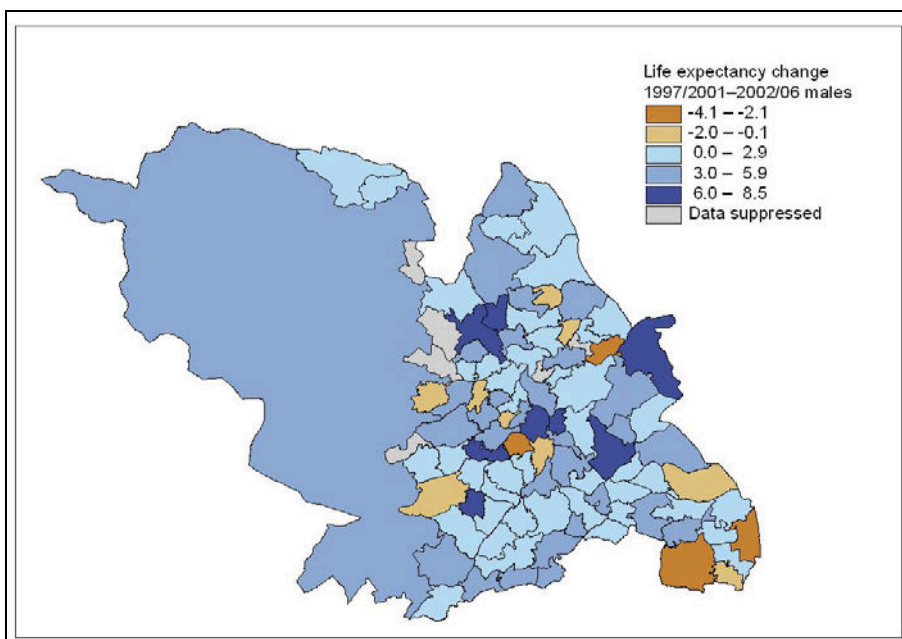 Life expectancy change
1997/2001–2002/06 males
-4.1 – -2.1
-2.0 – -0.1
0.0 – 2.9
3.0 – 5.9
6.0 – 8.5
Data suppressed